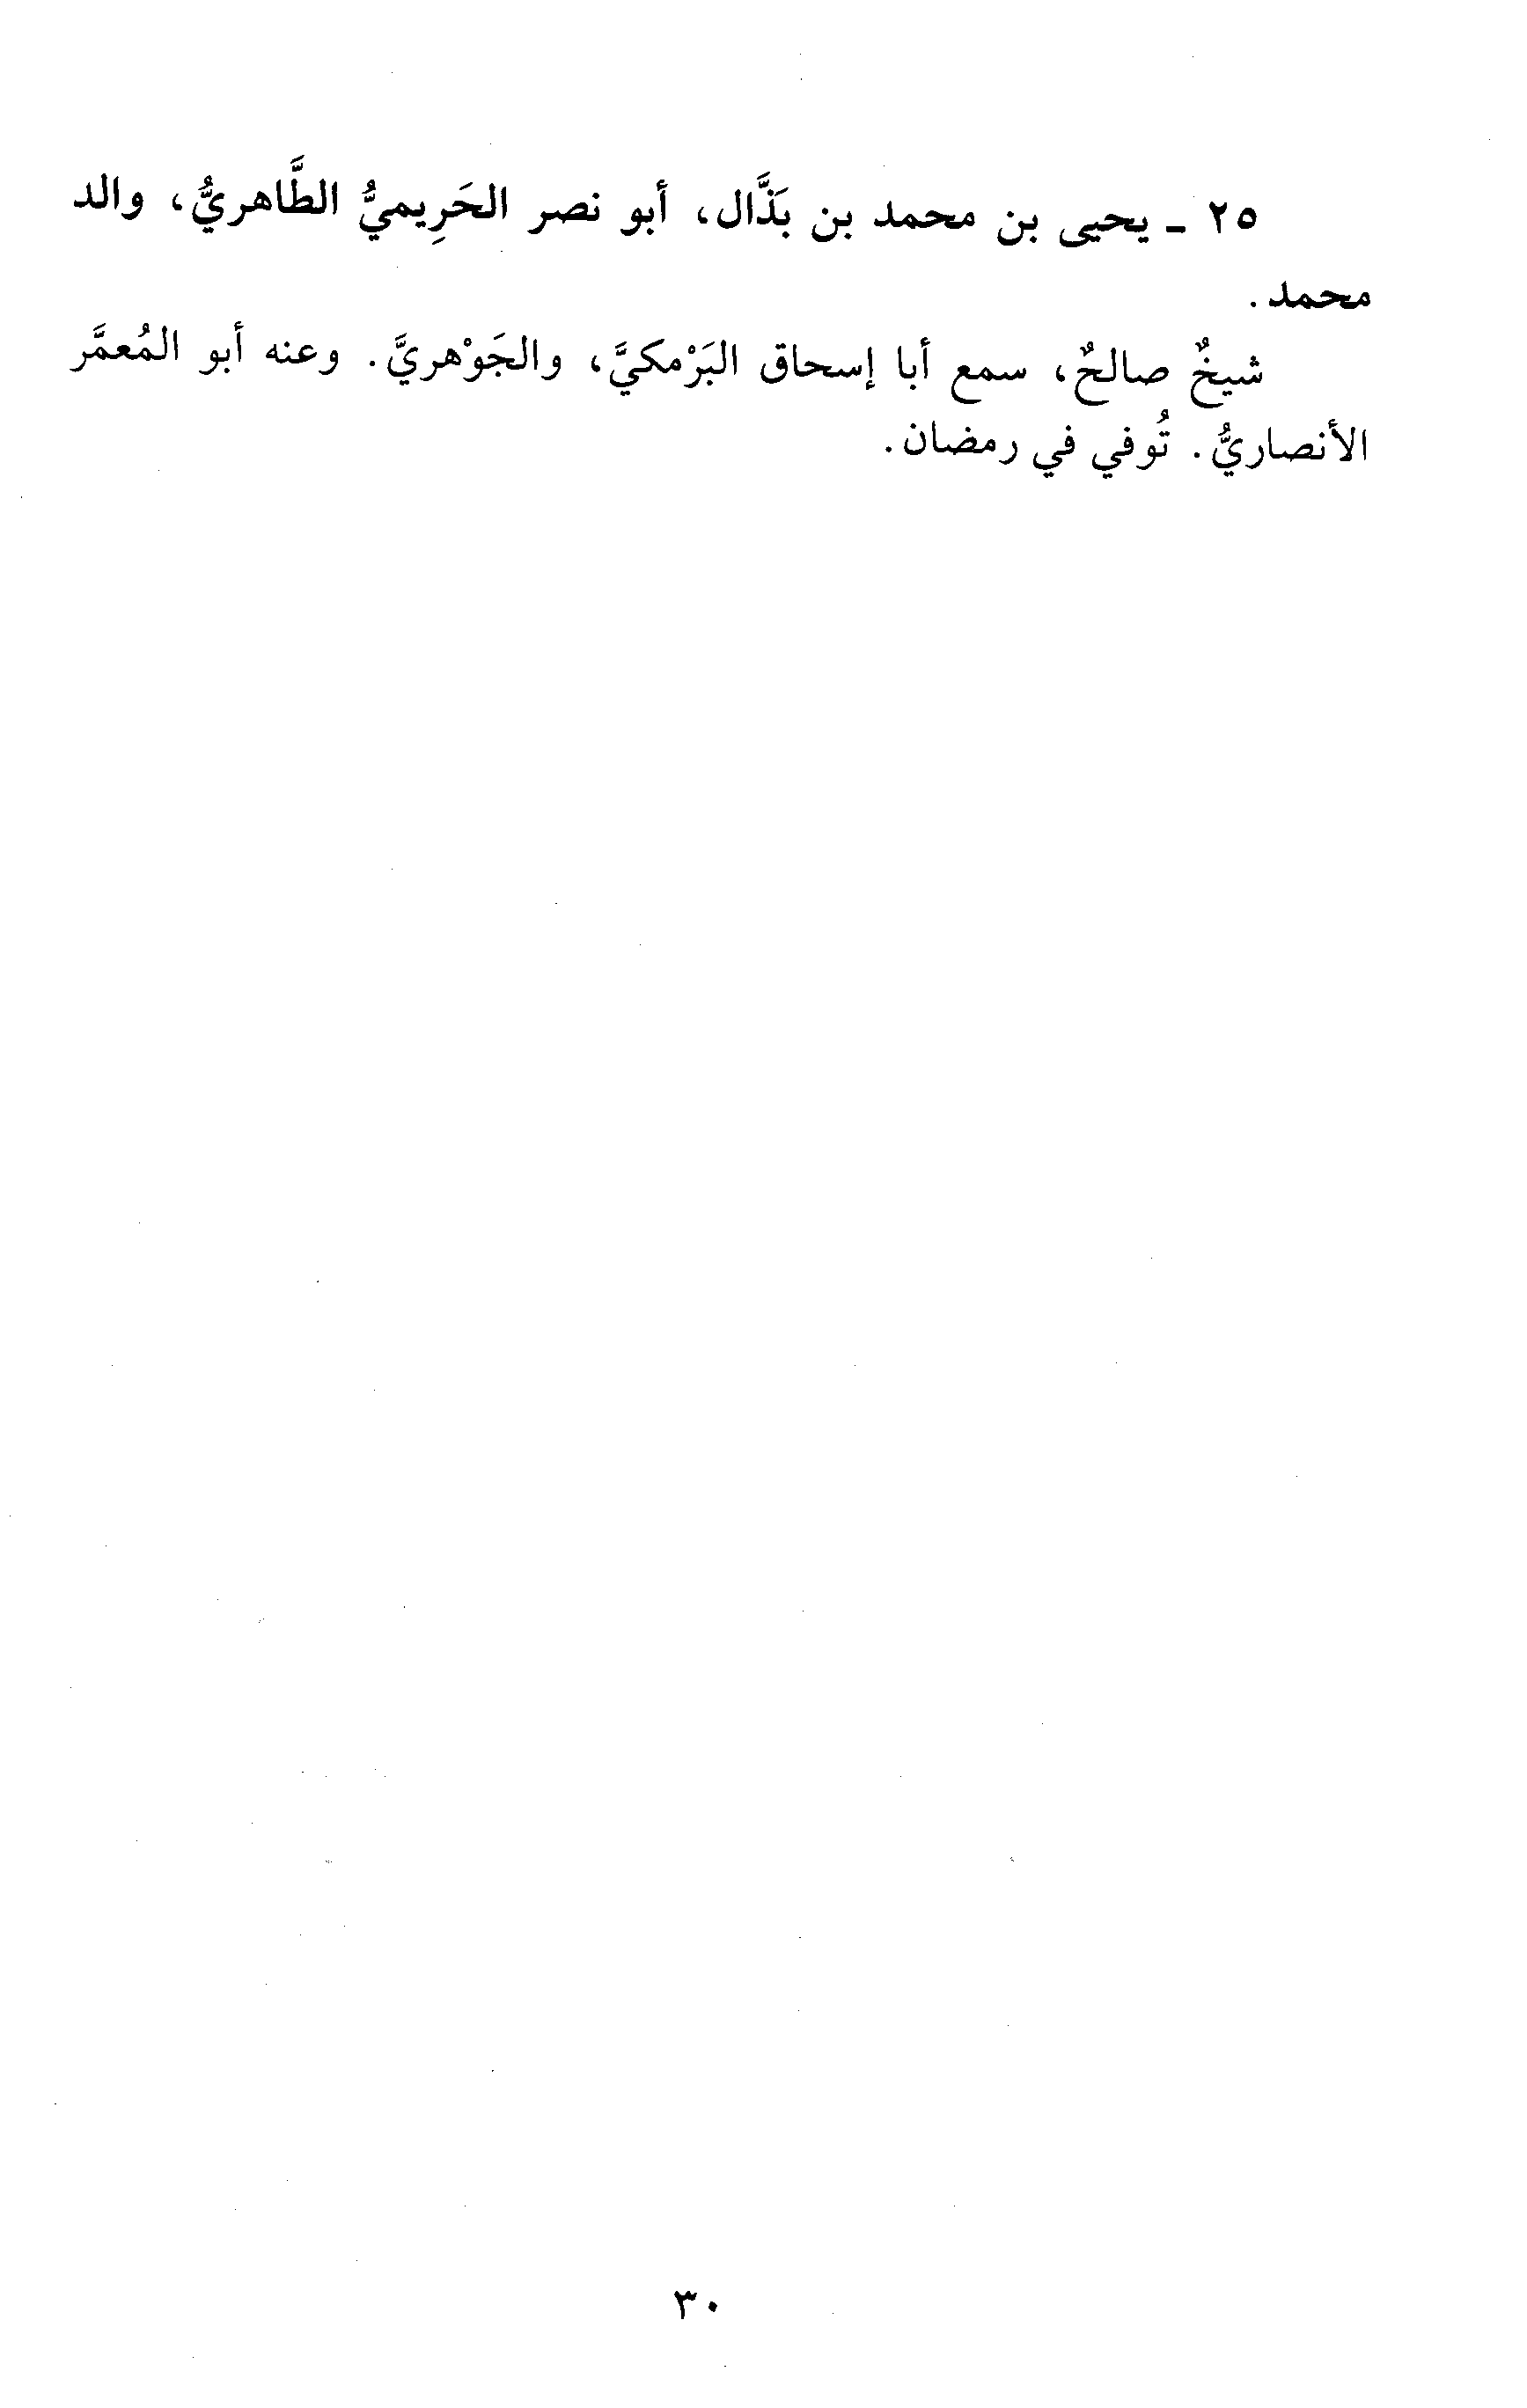 ٢٥ ـ يحيى بن محمد بن بَذَّال، أبو نصر الحَرِيميُّ الطَّاهريُّ، والد
محمد.
شيخٌ صالحٌ، سمع أبا إسحاق البَرْمكيَّ، والجَوْهريَّ. وعنه أبو المُعمَّر
الأنصاريُّ. تُوفي في رمضان.
٣٠